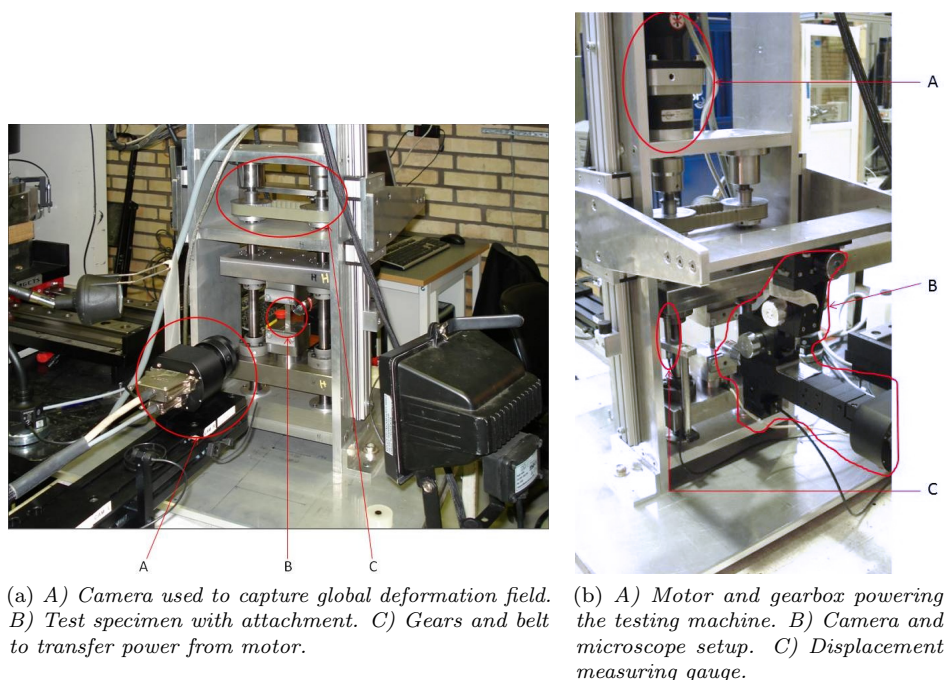 A
B
C
H
H
H
A
B
C
(a) A) Camera used to capture global deformation field.
B) Test specimen with attachment. C) Gears and belt
to transfer power from motor.
(b) A) Motor and gearbox powering
the testing machine. B) Camera and
microscope setup. C) Displacement
measuring gauge.